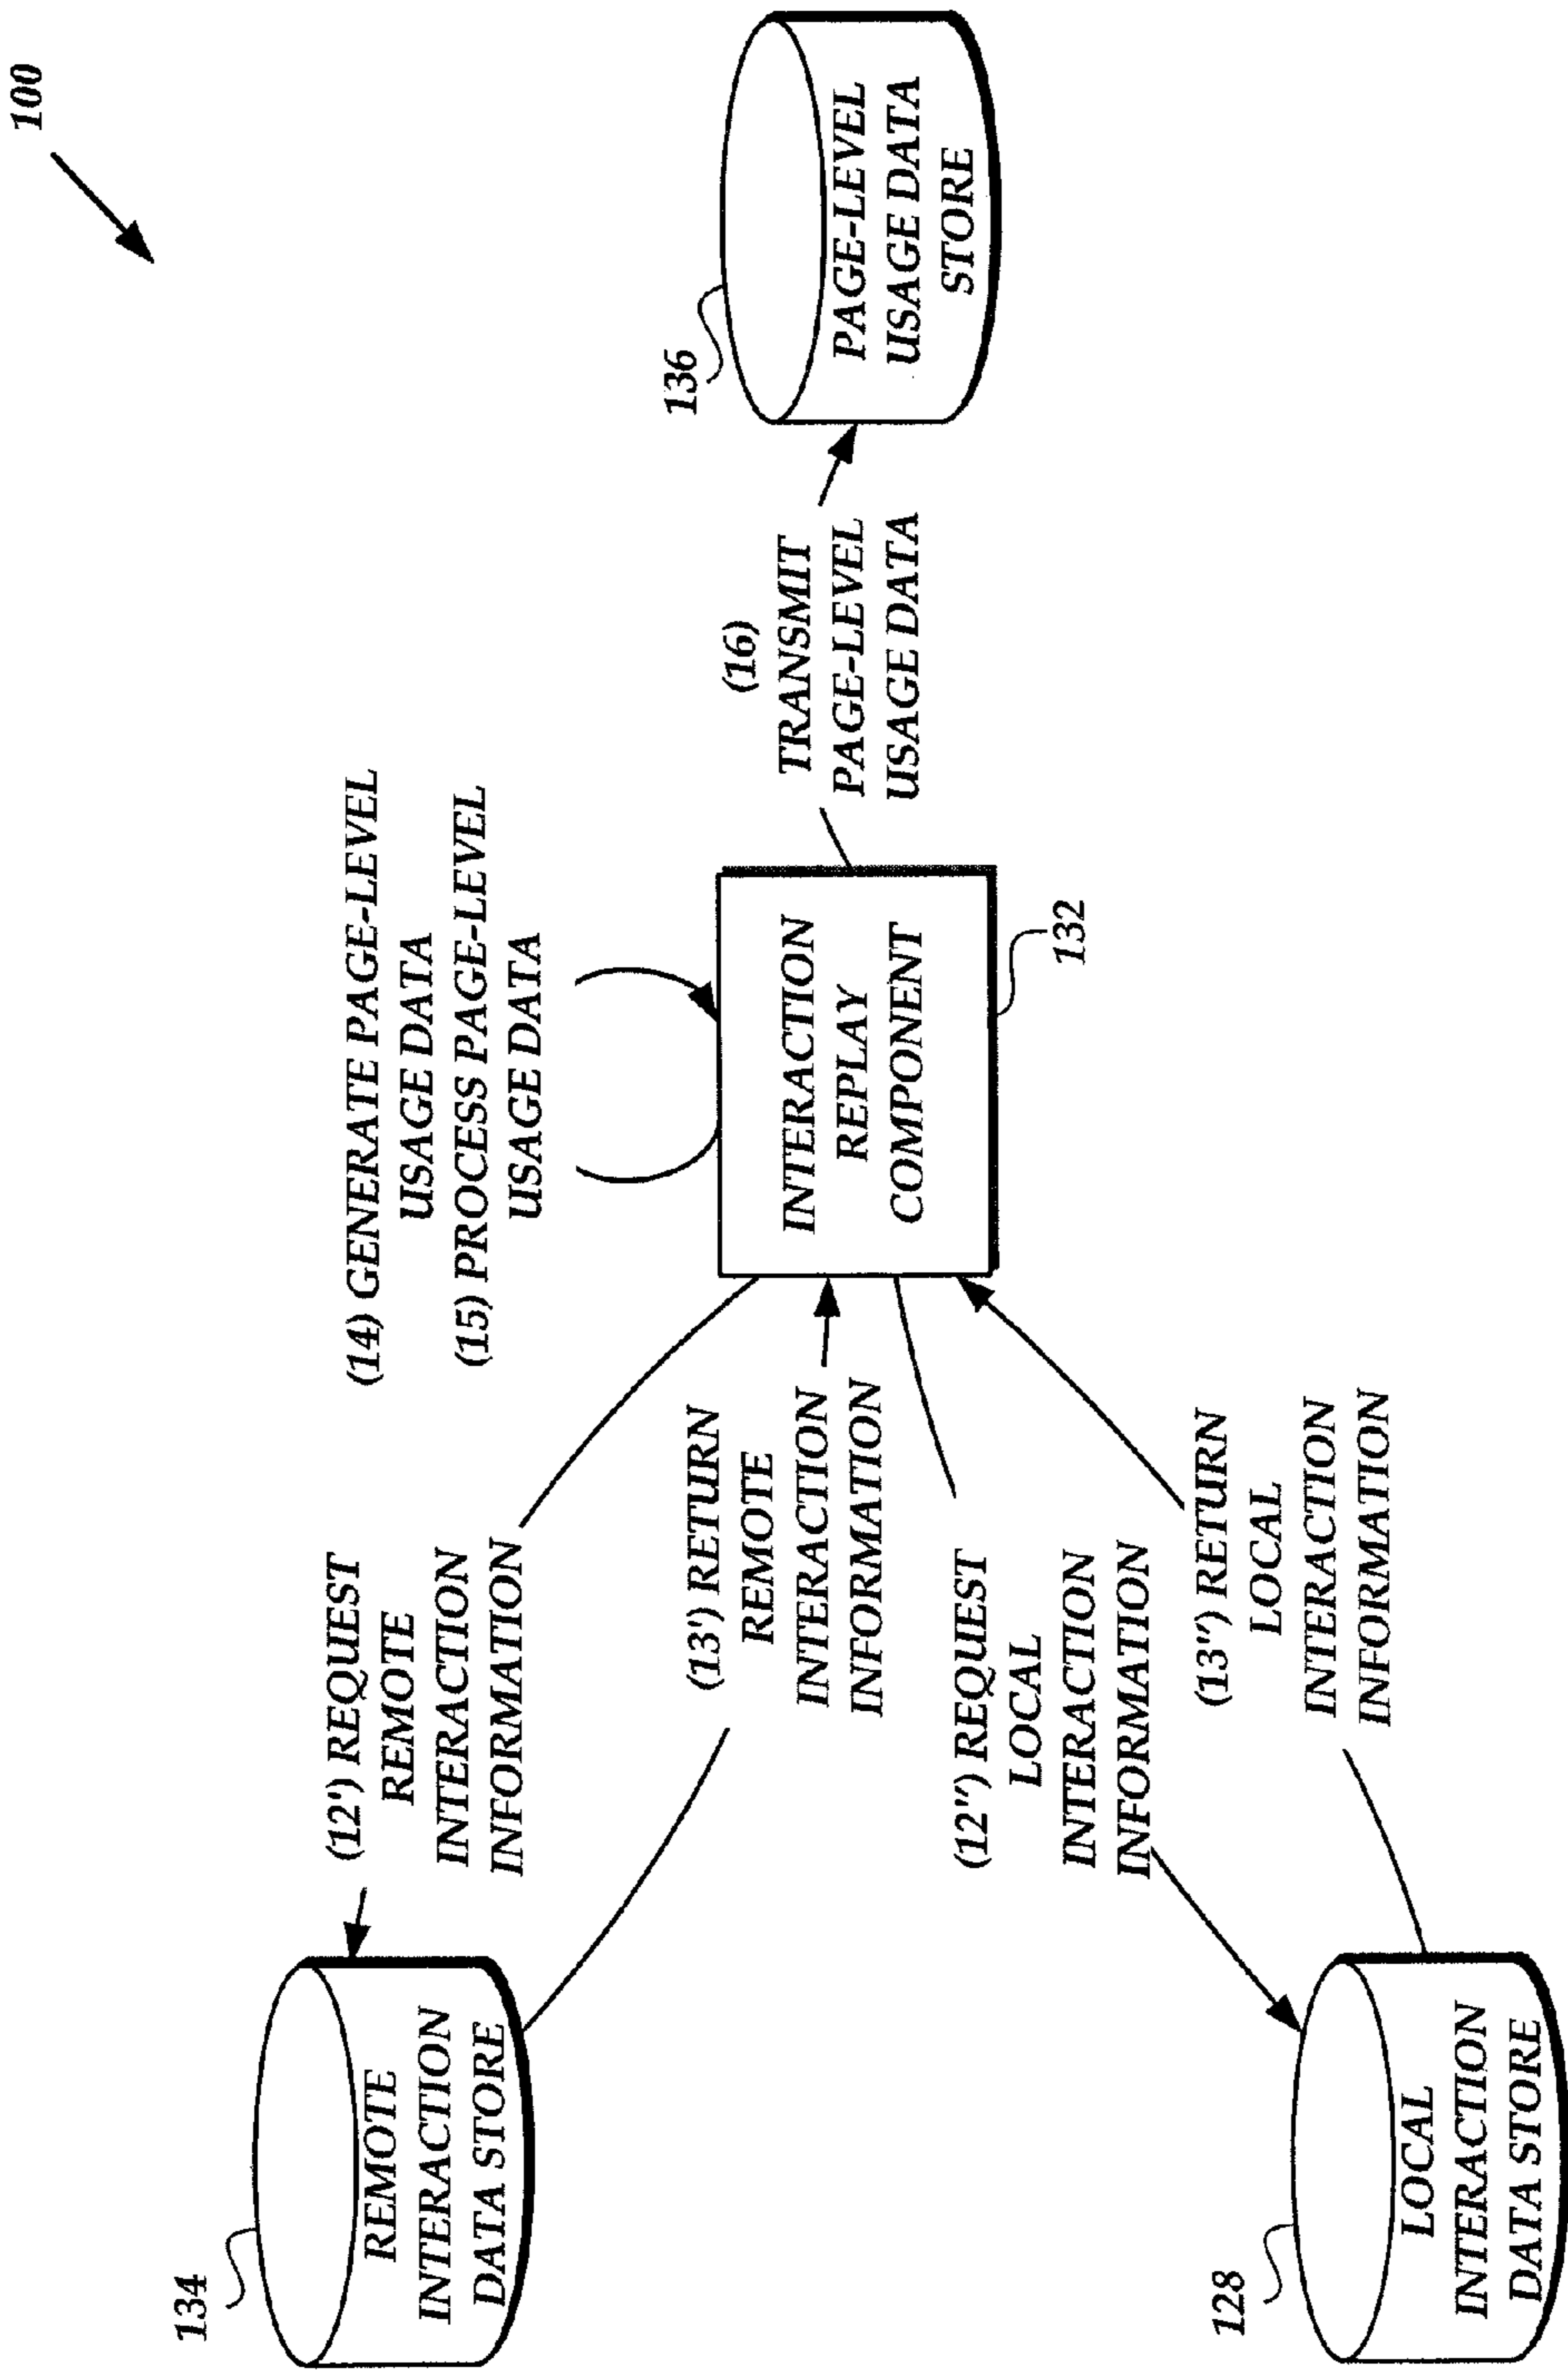 100
134
REMOTE
INTERACTION
DATA STORE
(12') REQUEST
REMOTE
INTERACTION
INFORMATION
(13') RETURN
REMOTE
INTERACTION
INFORMATION
(14) GENERATE PAGE-LEVEL
USAGE DATA
(15) PROCESS PAGE-LEVEL
USAGE DATA
INTERACTION
REPLAY
COMPONENT
132
(16)
TRANSMIT
PAGE-LEVEL
USAGE DATA
136
PAGE-LEVEL
USAGE DATA
STORE
(12'') REQUEST
LOCAL
INTERACTION
INFORMATION
(13'') RETURN
LOCAL
INTERACTION
INFORMATION
128
LOCAL
INTERACTION
DATA STORE